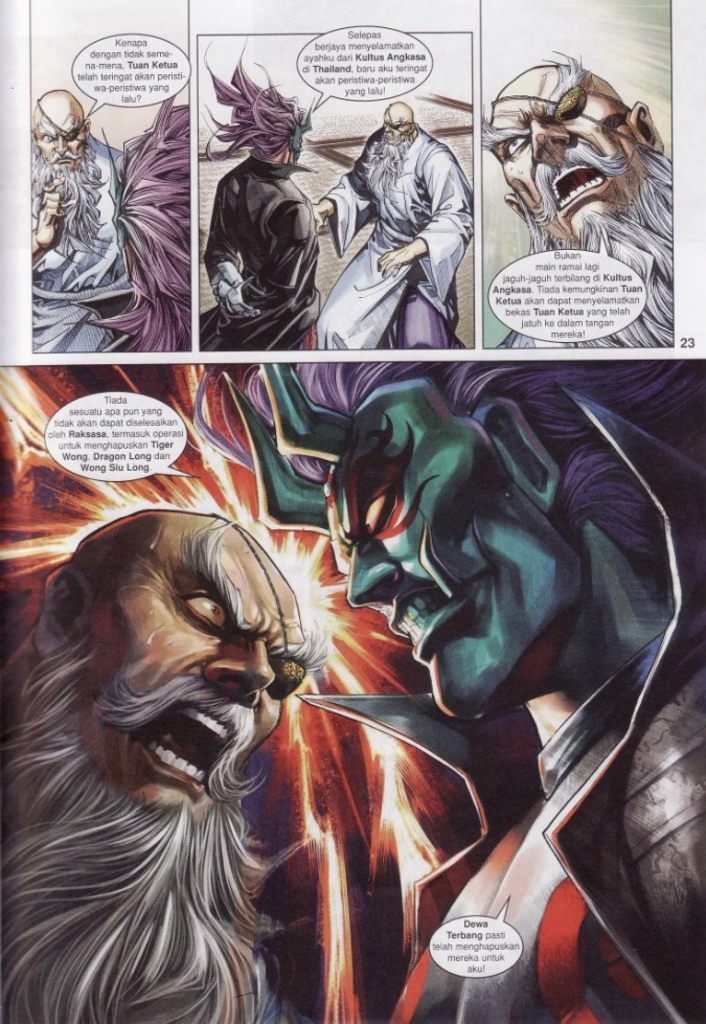 Kenapa
dengan tidak seme-
na-mena, Tuan Ketua
telah teringat akan peristi-
wa-peristiwa yang
lalu?
Selepas
berjaya menyelamatkan
ayahku dari Kultus Angkasa
di Thailand, baru aku teringat
akan peristiwa-peristiwa
yang lalu!
Bukan
main ramai lagi
jaguh-jaguh terbilang di Kultus
Angkasa. Tiada kemungkinan Tuan
Ketua akan dapat menyelamatkan
bekas Tuan Ketua yang telah
jatuh ke dalam tangan
mereka!
23
Tiada
sesuatu apa pun yang
tidak akan dapat diselesaikan
oleh Raksasa, termasuk operasi
untuk menghapuskan Tiger
Wong, Dragon Long dan
Wong Siu Long.
Dewa
Terbang pasti
telah menghapuskan
mereka untuk
aku!